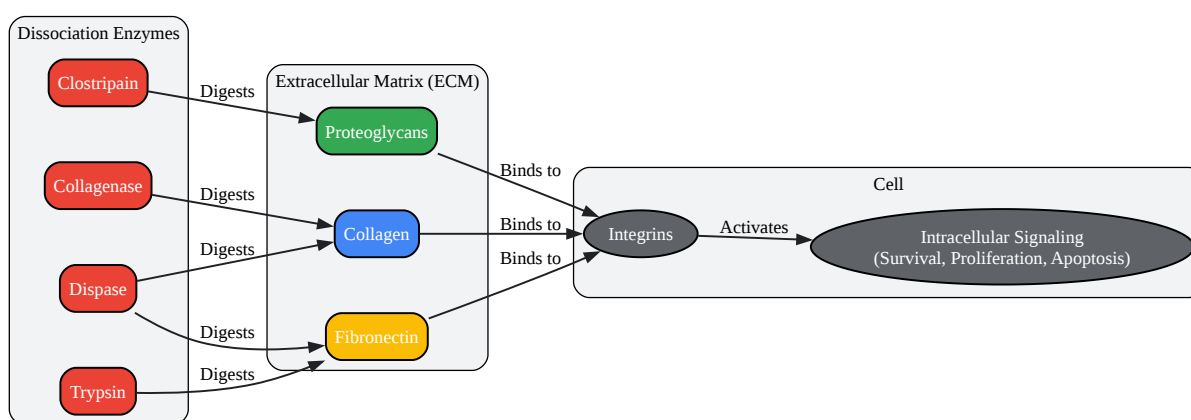 Dissociation Enzymes
Clostripain
Collagenase
Dispase
Trypsin
Digests
Digests
Digests
Digests
Digests
Extracellular Matrix (ECM)
Proteoglycans
Collagen
Fibronectin
Binds to
Binds to
Binds to
Cell
Integrins
Activates
Intracellular Signaling
(Survival, Proliferation, Apoptosis)